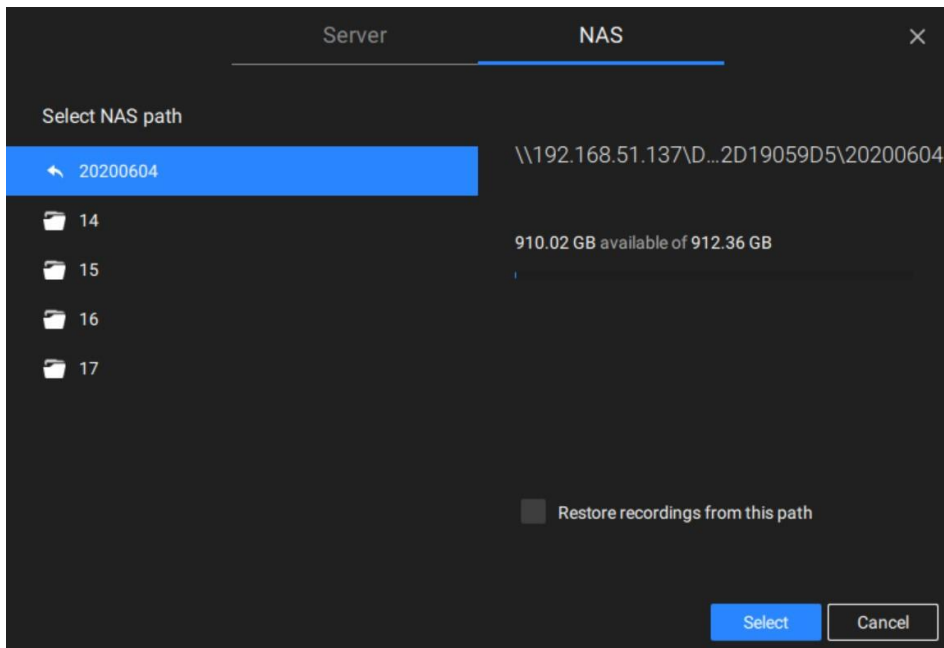 Server
NAS
Select NAS path
20200604
14
15
16
17
\\192.168.51.137\D...2D19059D5\20200604
910.02 GB available of 912.36 GB
Restore recordings from this path
Select
Cancel